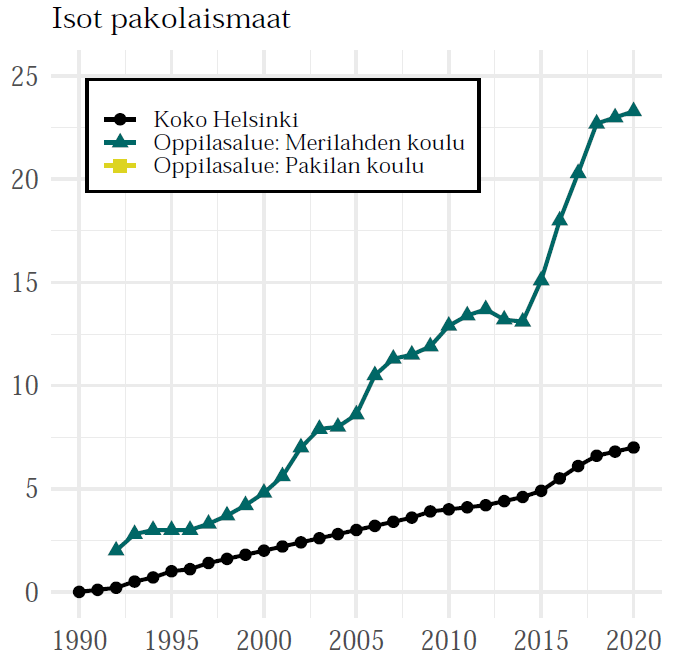 Isot pakolaismaat
25
Koko Helsinki
Oppilasalue: Merilahden koulu
Oppilasalue: Pakilan koulu
20
15
10
5
0
1990 1995 2000 2005 2010 2015 2020